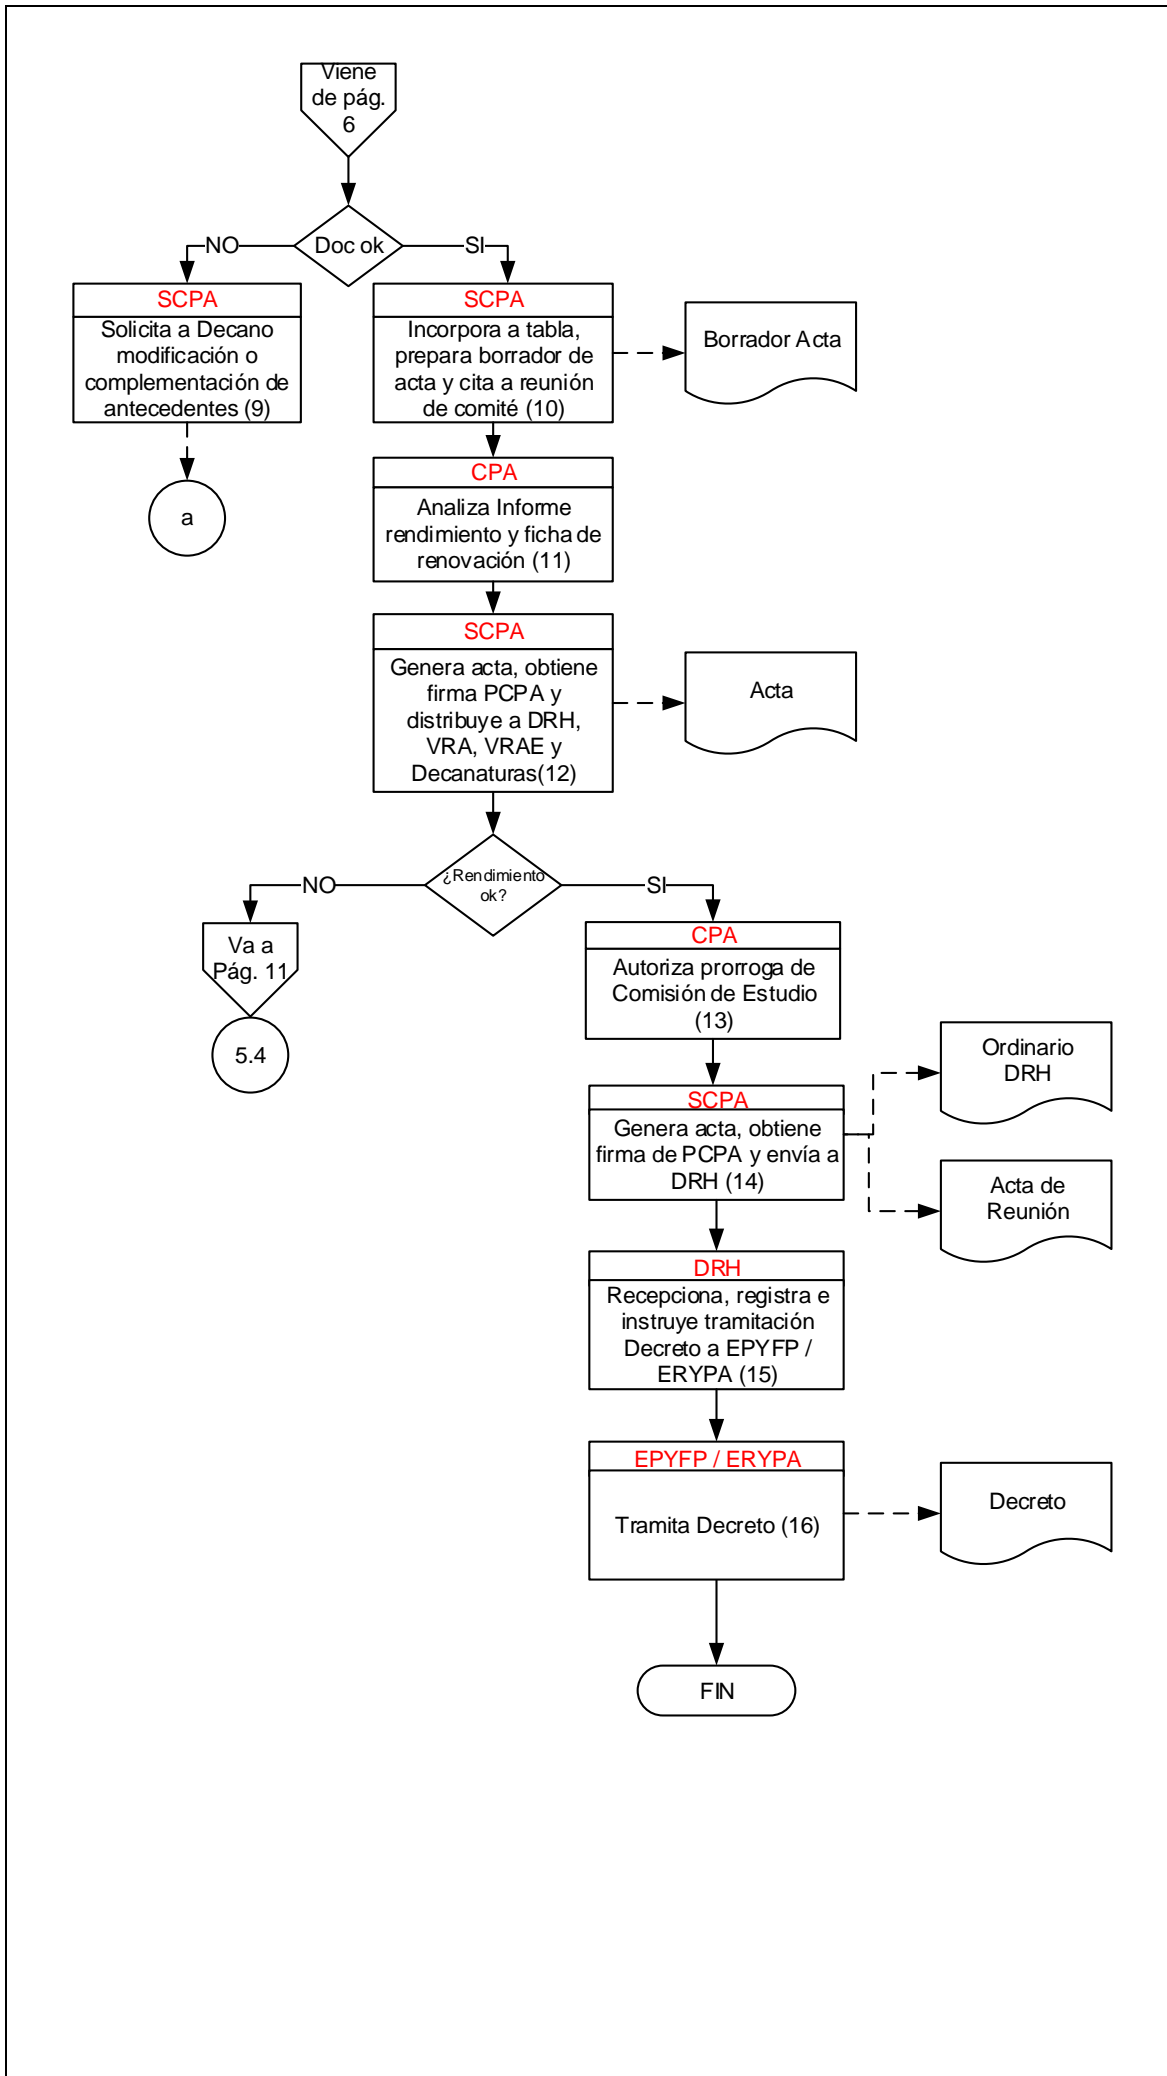 Viene
de pág.
6
Doc ok
NO
SI
SCPA
Solicita a Decano
modificación o
complementación de
antecedentes (9)
a
SCPA
Incorpora a tabla,
prepara borrador de
acta y cita a reunión
de comité (10)
Borrador Acta
CPA
Analiza Informe
rendimiento y ficha de
renovación (11)
SCPA
Genera acta, obtiene
firma PCPA y
distribuye a DRH,
VRA, VRAE y
Decanaturas(12)
Acta
¿Rendimiento
ok?
NO
SI
Va a
Pág. 11
5.4
CPA
Autoriza prorroga de
Comisión de Estudio
(13)
SCPA
Genera acta, obtiene
firma de PCPA y envía a
DRH (14)
Ordinario
DRH
Acta de
Reunión
DRH
Recepciona, registra e
instruye tramitación
Decreto a EPYFP /
ERYPA (15)
EPYFP / ERYPA
Tramita Decreto (16)
Decreto
FIN